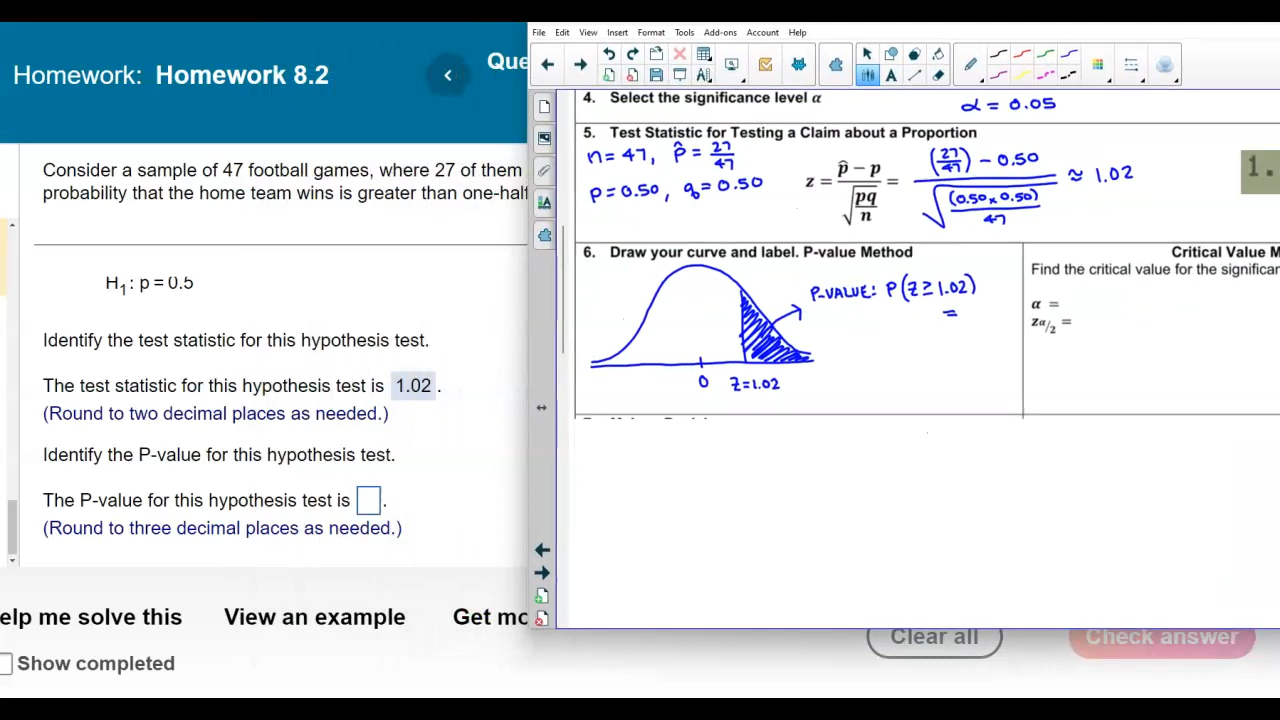 Homework: Homework 8.2
Que
Consider a sample of 47 football games, where 27 of them
probability that the home team wins is greater than one-half
H1 : p = 0.5
Identify the test statistic for this hypothesis test.
The test statistic for this hypothesis test is 1.02 .
(Round to two decimal places as needed.)
Identify the P-value for this hypothesis test.
The P-value for this hypothesis test is .
(Round to three decimal places as needed.)
elp me solve this
View an example
Get mo
Show completed
Clear all
Check answer
File Edit View Insert Format Tools Add-ons Account Help
4. Select the significance level α
α = 0.05
5. Test Statistic for Testing a Claim about a Proportion
n = 47, p̂ = 27/47
p = 0.50, q = 0.50
z = (p̂ − p)/√(pq/n) = ((27/47) − 0.50)/√((0.50×0.50)/47) ≈ 1.02
1.
6. Draw your curve and label. P-value Method
P-VALUE: P(Z ≥ 1.02)
=
0 Z=1.02
Critical Value M
Find the critical value for the significan
α =
zα/2 =